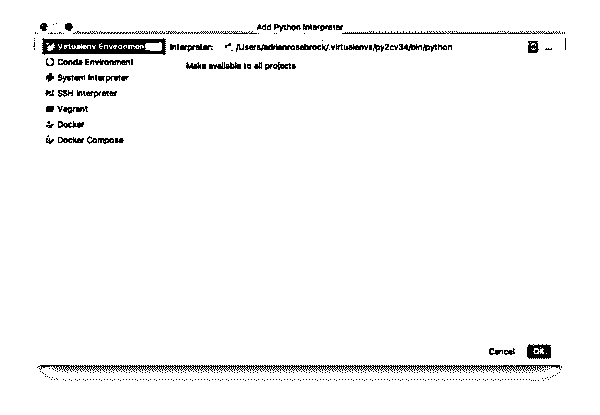 Add Python Interpreter
Virtualenv Environment
Interpreter: /Users/adrianrosebrock/.virtualenvs/py2cv34/bin/python ...
Conda Environment
Make available to all projects
System Interpreter
SSH Interpreter
Vagrant
Docker
Docker Compose
Cancel OK